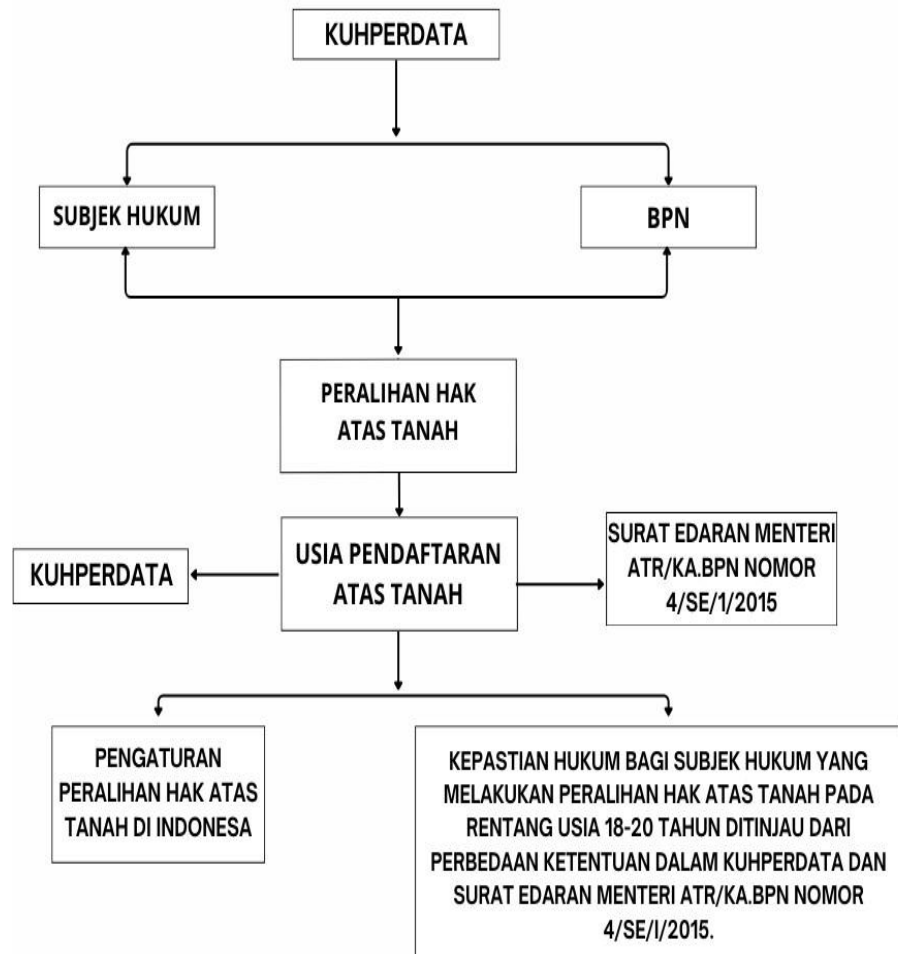 KUHPERDATA
SUBJEK HUKUM
BPN
PERALIHAN HAK
ATAS TANAH
KUHPERDATA
USIA PENDAFTARAN
ATAS TANAH
SURAT EDARAN MENTERI
ATR/KA.BPN NOMOR
4/SE/1/2015
PENGATURAN
PERALIHAN HAK ATAS
TANAH DI INDONESA
KEPASTIAN HUKUM BAGI SUBJEK HUKUM YANG
MELAKUKAN PERALIHAN HAK ATAS TANAH PADA
RENTANG USIA 18-20 TAHUN DITINJAU DARI
PERBEDAAN KETENTUAN DALAM KUHPERDATA DAN
SURAT EDARAN MENTERI ATR/KA.BPN NOMOR
4/SE/I/2015.